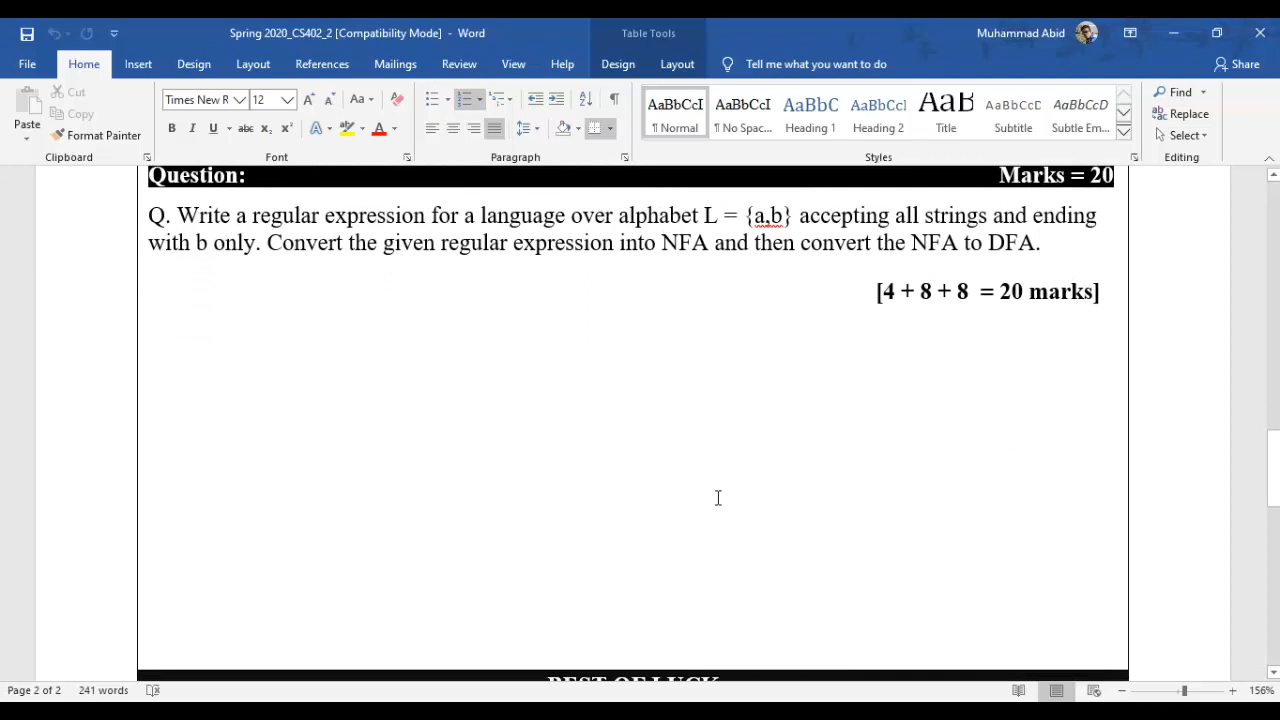 Spring 2020_CS402_2 [Compatibility Mode] - Word
Table Tools
Muhammad Abid
File Home Insert Design Layout References Mailings Review View Help Design Layout Tell me what you want to do Share
Cut
Copy
Paste
Format Painter
Clipboard
Times New R 12
Aa
B I U abc x₂ x²
A A
Font
Paragraph
AaBbCcI AaBbCcI AaBbC AaBbCcI AaB AaBbCcD AaBbCcD
¶ Normal ¶ No Spac... Heading 1 Heading 2 Title Subtitle Subtle Em...
Styles
Find
Replace
Select
Editing
Question: Marks = 20
Q. Write a regular expression for a language over alphabet L = {a,b} accepting all strings and ending
with b only. Convert the given regular expression into NFA and then convert the NFA to DFA.
[4 + 8 + 8 = 20 marks]
BEST OF LUCK
Page 2 of 2 241 words 156%